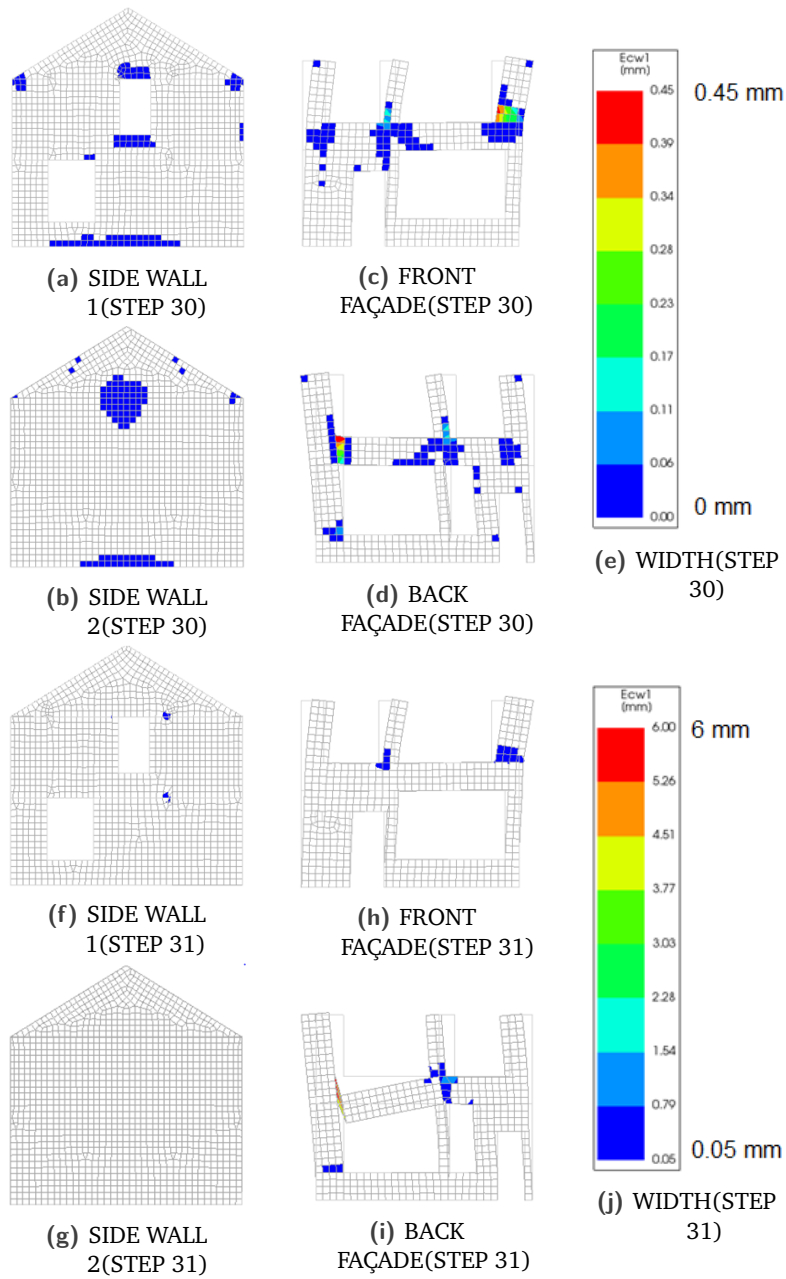 (a) SIDE WALL
1(STEP 30)
(c) FRONT
FAÇADE(STEP 30)
(b) SIDE WALL
2(STEP 30)
(d) BACK
FAÇADE(STEP 30)
Ecw1
(mm)
0.45
0.45 mm
0.39
0.34
0.28
0.23
0.17
0.11
0.06
0 mm
0.00
(e) WIDTH(STEP
30)
(f) SIDE WALL
1(STEP 31)
(h) FRONT
FAÇADE(STEP 31)
(g) SIDE WALL
2(STEP 31)
(i) BACK
FAÇADE(STEP 31)
Ecw1
(mm)
6.00
6 mm
5.26
4.51
3.77
3.03
2.28
1.54
0.79
0.05 mm
0.05
(j) WIDTH(STEP
31)